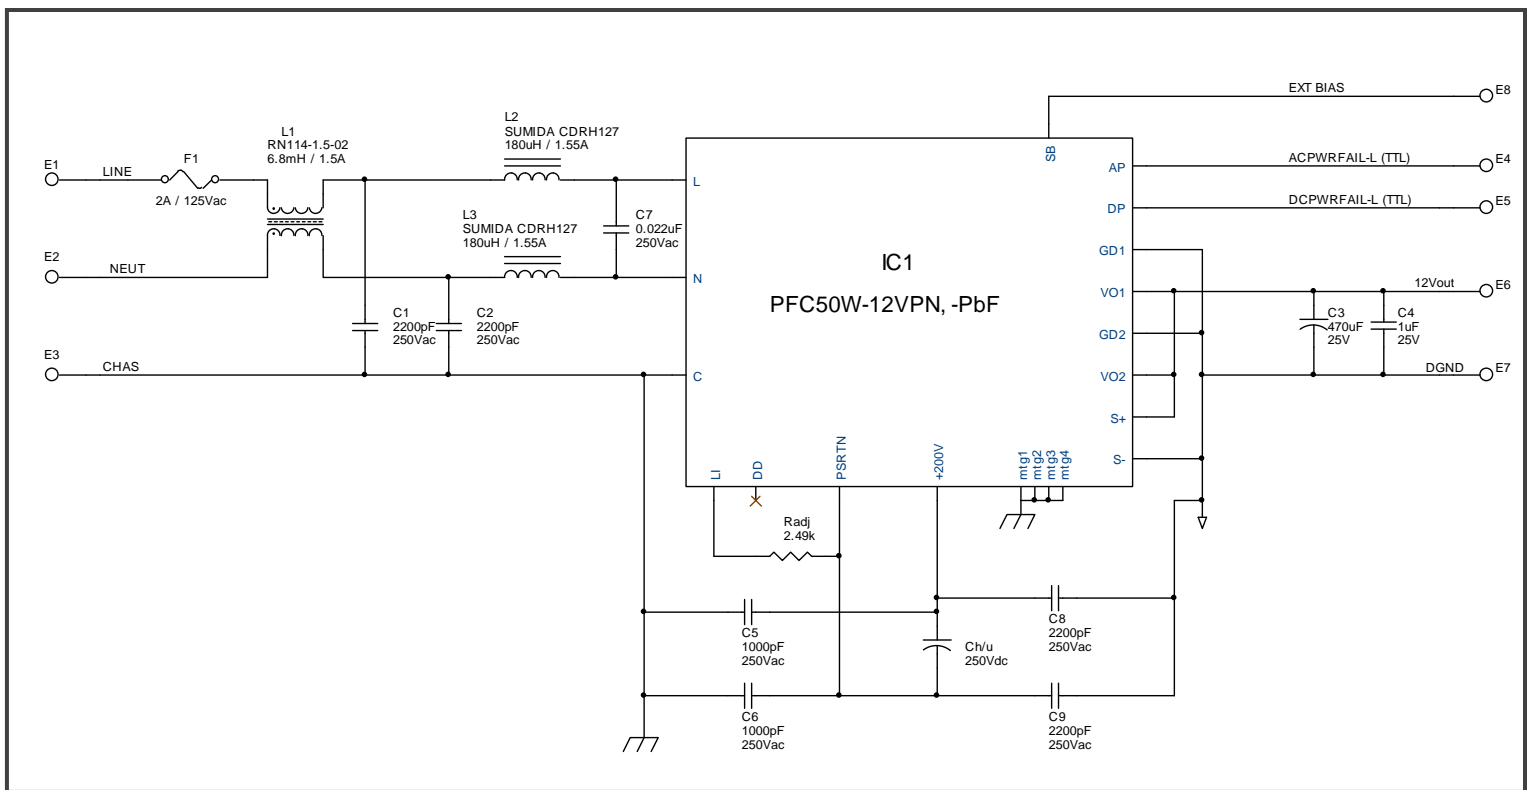 EXT BIAS
E8
SB
L2
SUMIDA CDRH127
180uH / 1.55A
L1
RN114-1.5-02
6.8mH / 1.5A
E1
LINE
F1
2A / 125Vac
L
AP
ACPWRFAIL-L (TTL)
E4
DP
DCPWRFAIL-L (TTL)
E5
L3
SUMIDA CDRH127
180uH / 1.55A
C7
0.022uF
250Vac
E2
NEUT
N
IC1
PFC50W-12VPN, -PbF
GD1
VO1
12Vout
E6
C1
2200pF
250Vac
C2
2200pF
250Vac
C3
470uF
25V
C4
1uF
25V
GD2
E3
CHAS
C
VO2
DGND
E7
S+
S-
LI
DD
PSRTN
+200V
mtg1
mtg2
mtg3
mtg4
Radj
2.49k
C5
1000pF
250Vac
Ch/u
250Vdc
C8
2200pF
250Vac
C6
1000pF
250Vac
C9
2200pF
250Vac